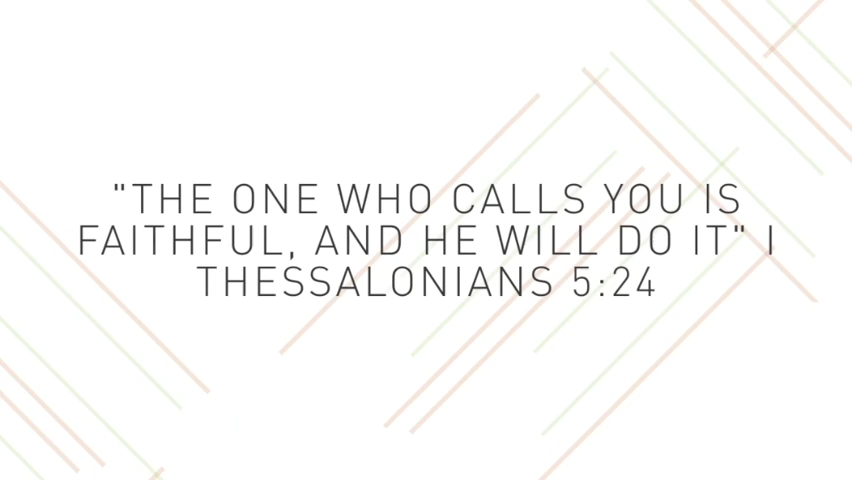 "THE ONE WHO CALLS YOU IS
FAITHFUL, AND HE WILL DO IT" I
THESSALONIANS 5:24